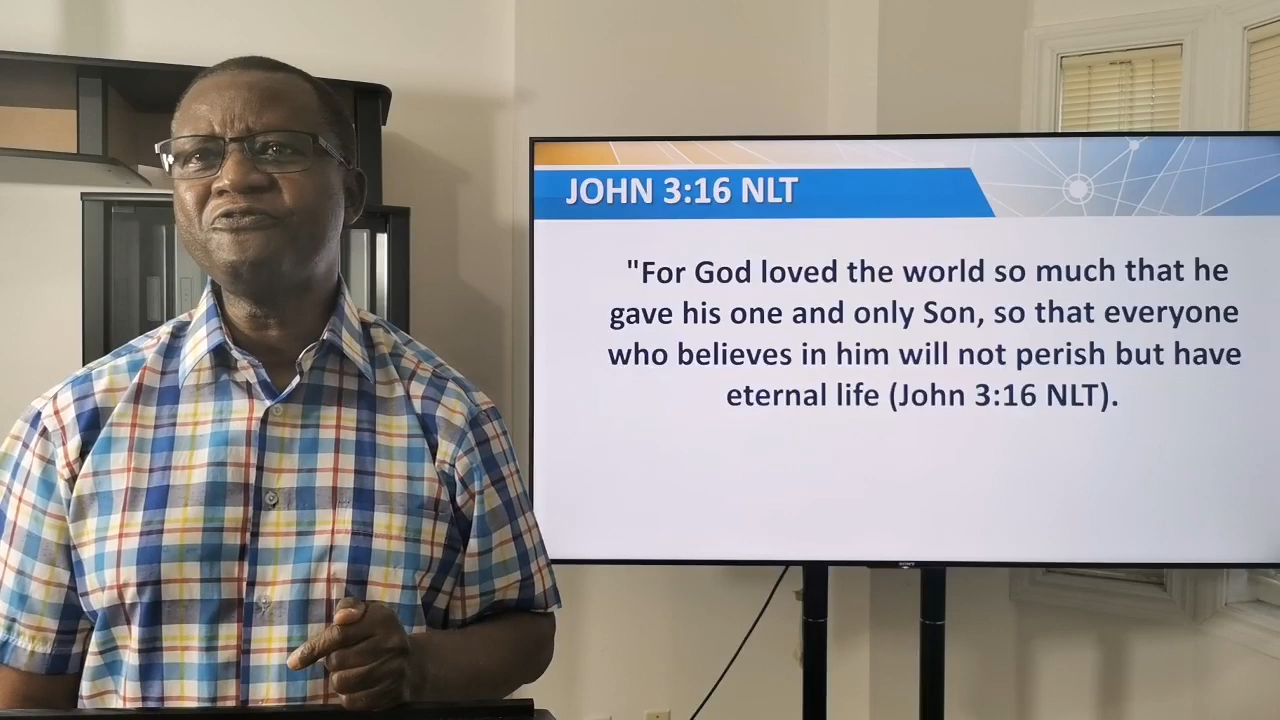 JOHN 3:16 NLT
"For God loved the world so much that he
gave his one and only Son, so that everyone
who believes in him will not perish but have
eternal life (John 3:16 NLT).
SONY